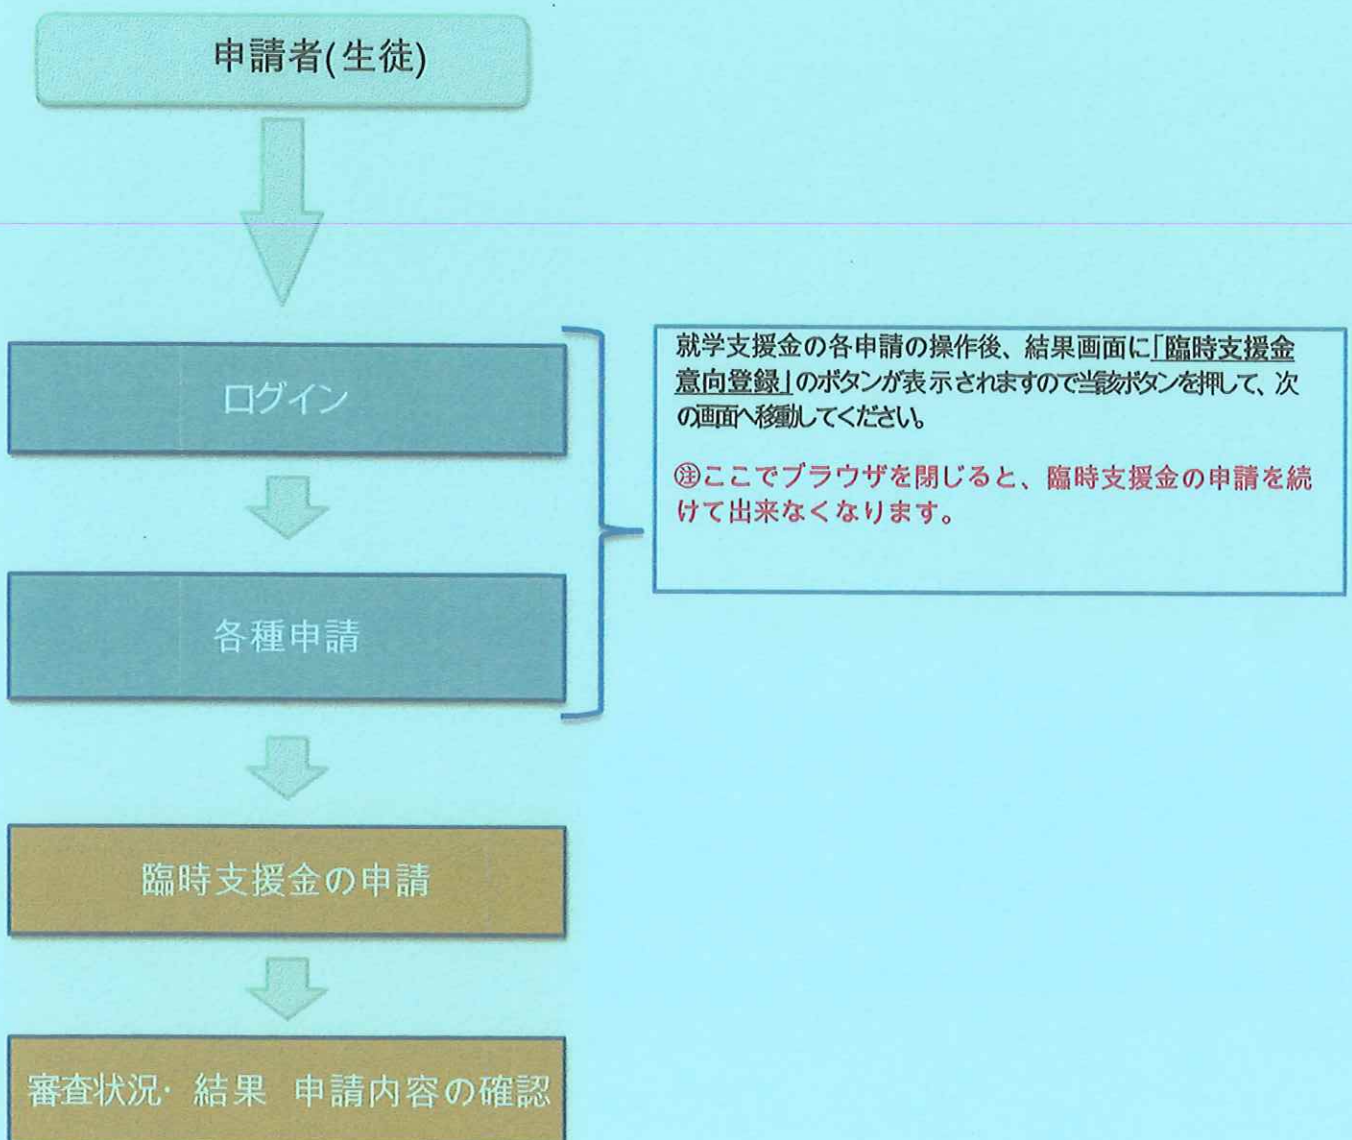 申請者(生徒)
ログイン
就学支援金の各申請の操作後、結果画面に「臨時支援金
意向登録」のボタンが表示されますので当該ボタンを押して、次
の画面へ移動してください。
㊟ここでブラウザを閉じると、臨時支援金の申請を続
けて出来なくなります。
各種申請
臨時支援金の申請
審査状況・結果 申請内容の確認